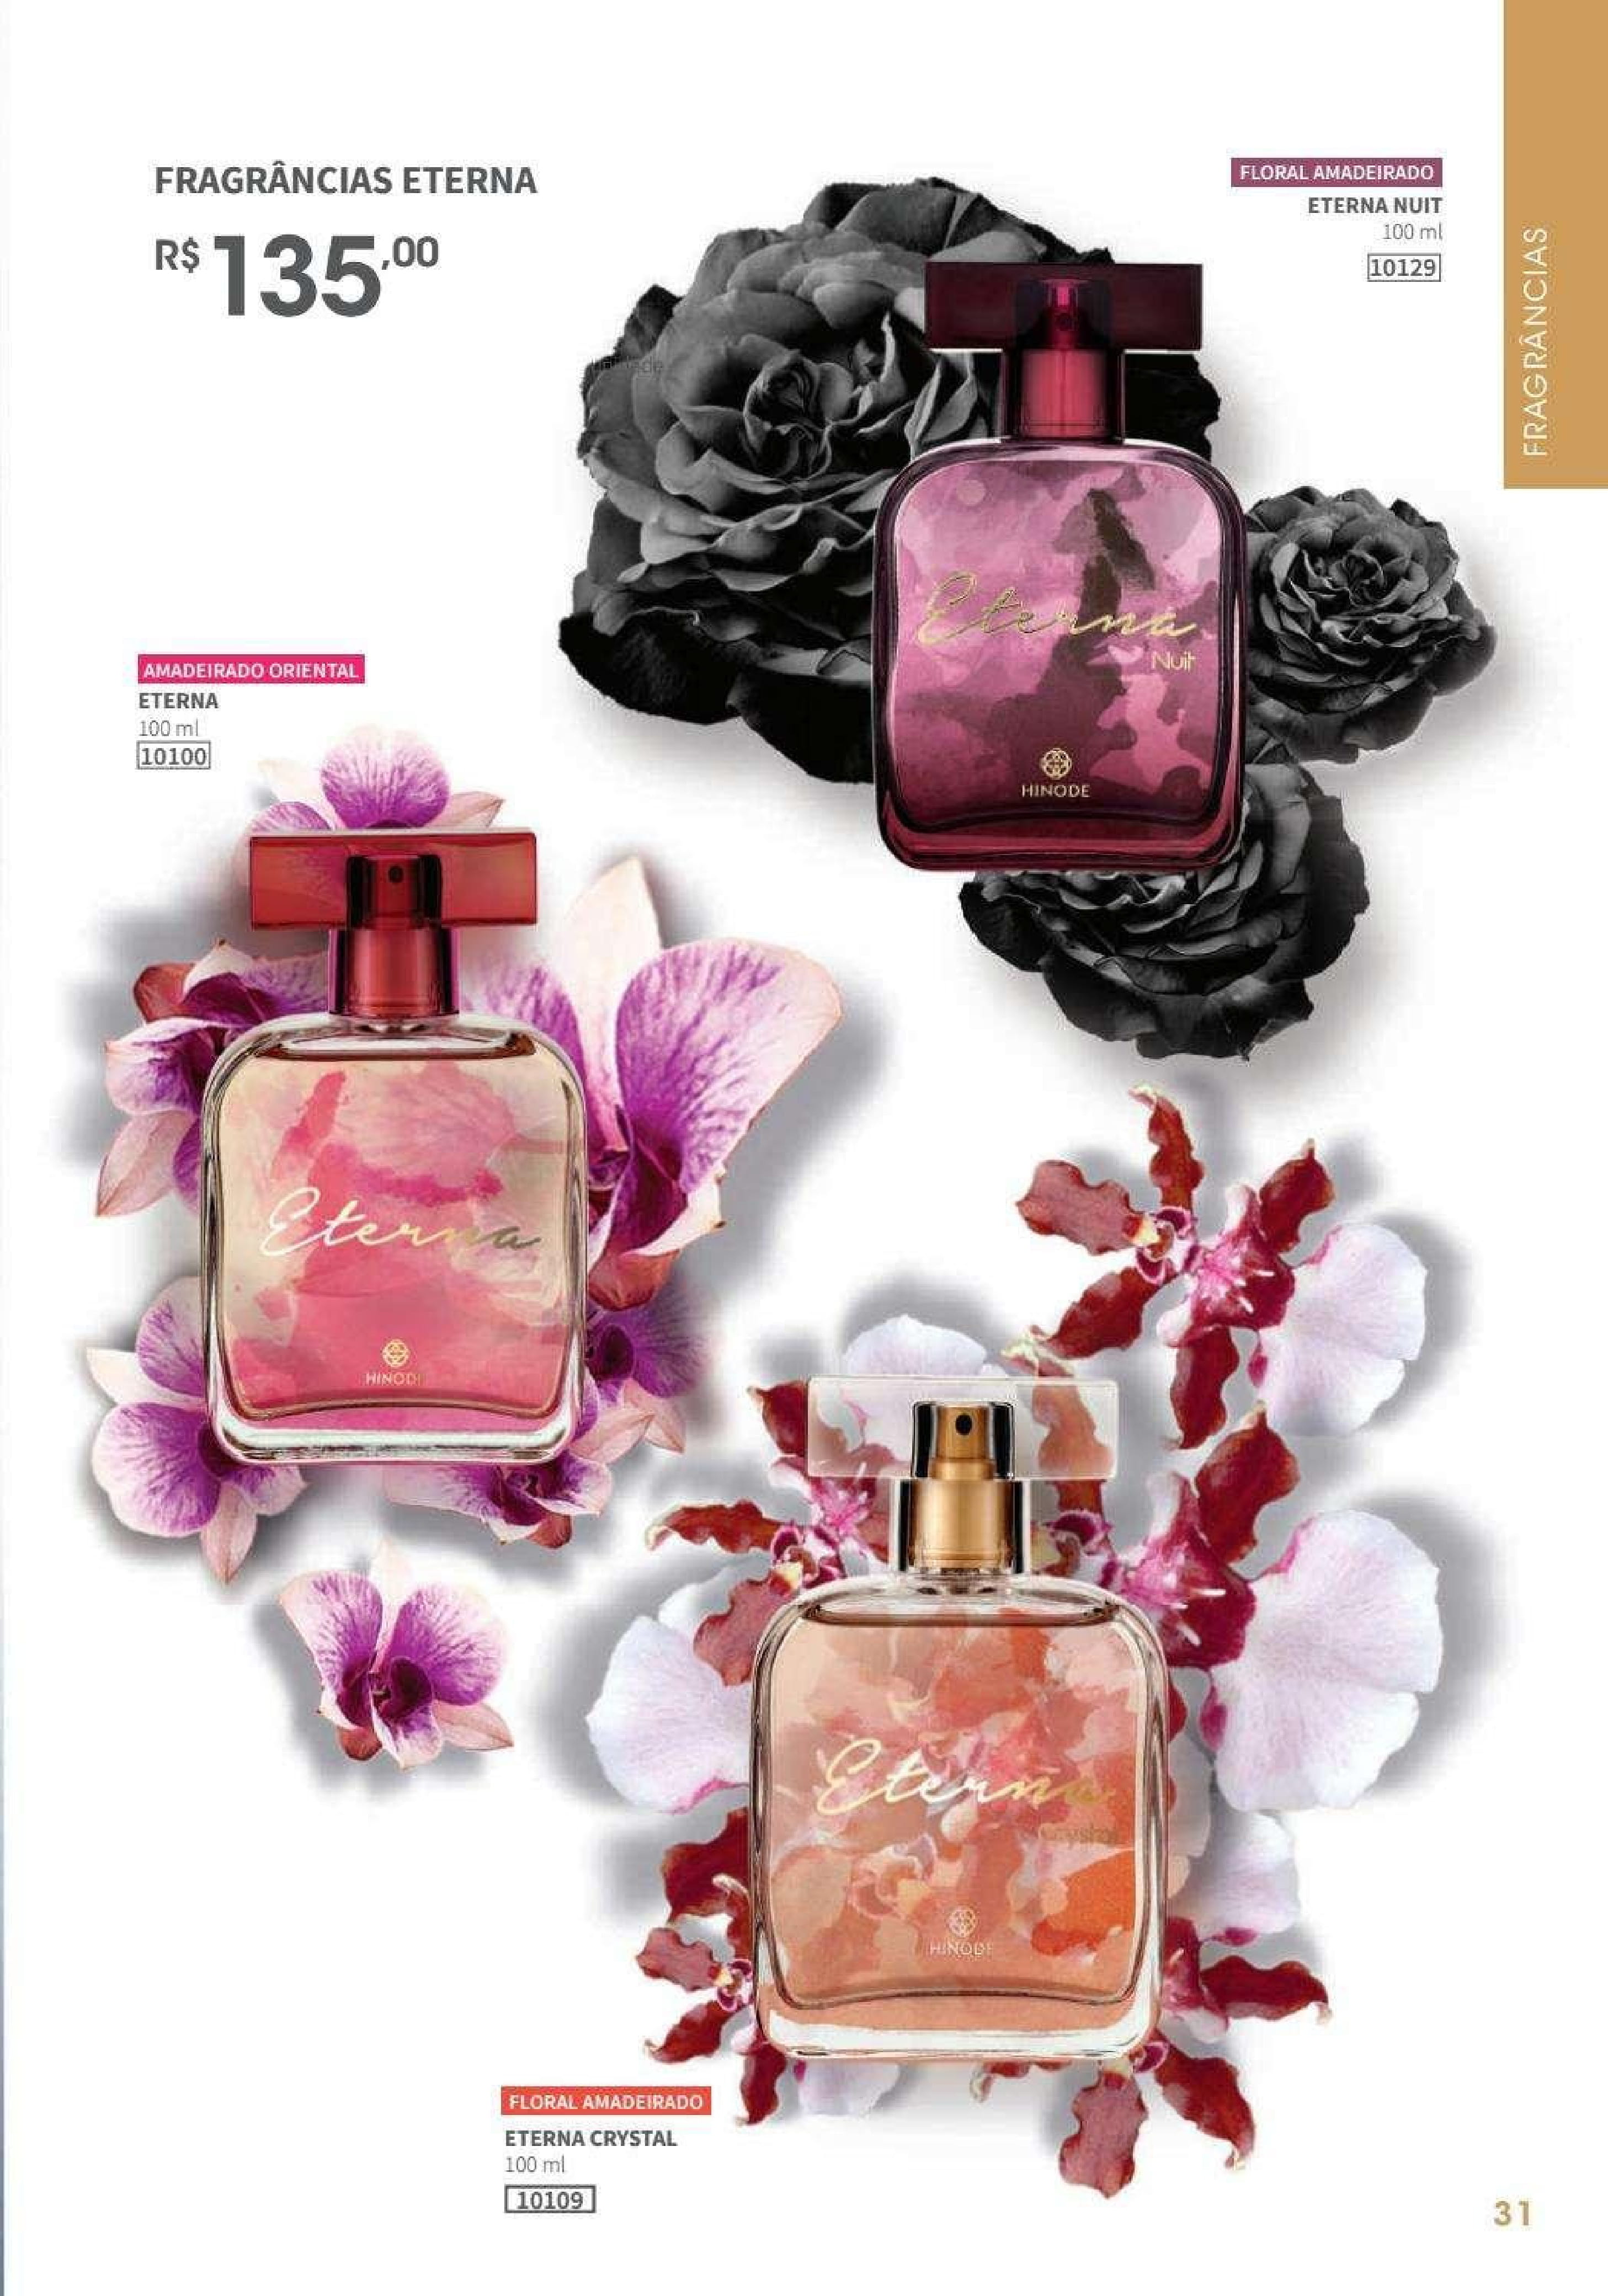 FRAGRÂNCIAS ETERNA
R$ 135,00
FLORAL AMADEIRADO
ETERNA NUIT
100 ml
10129
FRAGRÂNCIAS
Eterna
Nuit
HINODE
AMADEIRADO ORIENTAL
ETERNA
100 ml
10100
Eterna
HINODE
Eterna
Crystal
HINODE
FLORAL AMADEIRADO
ETERNA CRYSTAL
100 ml
10109
31